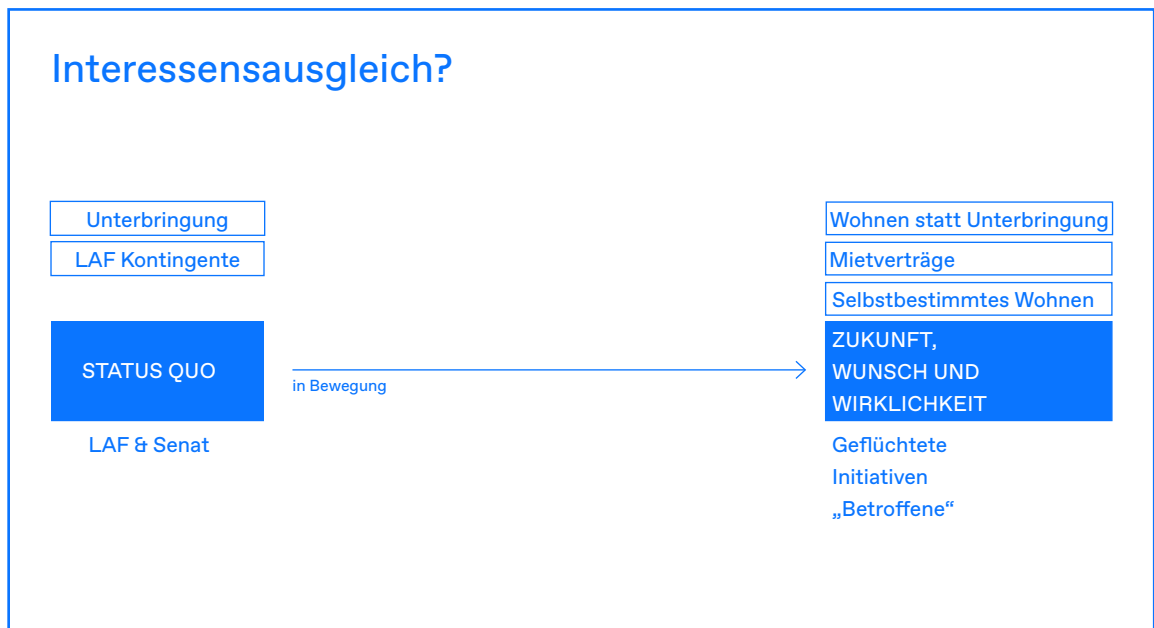 Interessensausgleich?
Unterbringung
LAF Kontingente
STATUS QUO
LAF & Senat
in Bewegung
Wohnen statt Unterbringung
Mietverträge
Selbstbestimmtes Wohnen
ZUKUNFT,
WUNSCH UND
WIRKLICHKEIT
Geflüchtete
Initiativen
„Betroffene“